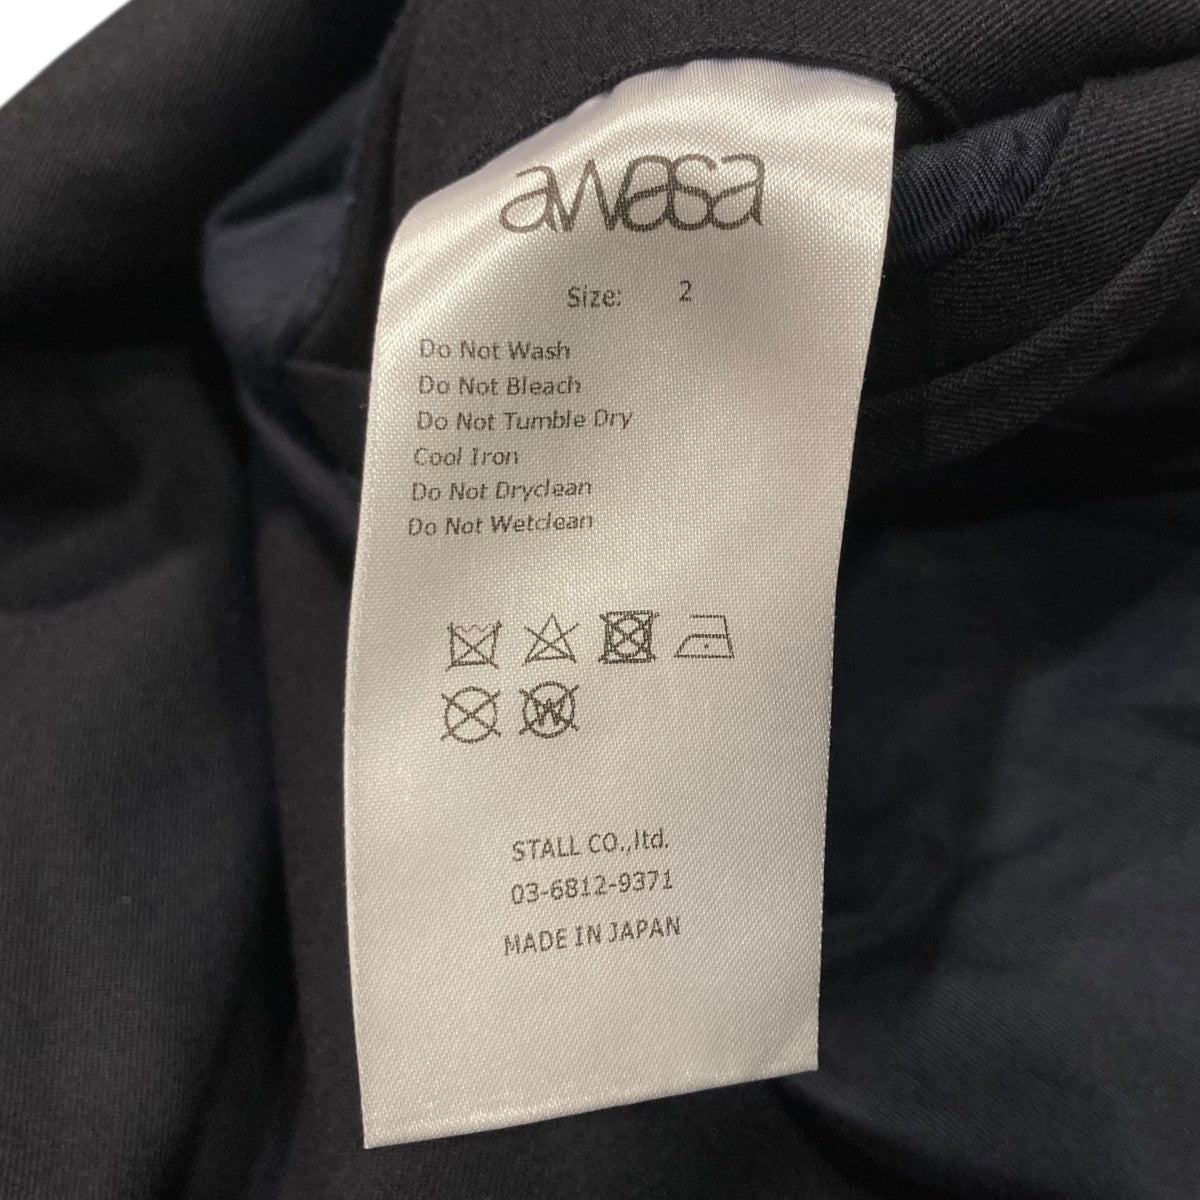 awasa
Size: 2
Do Not Wash
Do Not Bleach
Do Not Tumble Dry
Cool Iron
Do Not Dryclean
Do Not Wetclean
W
STALL CO.,ltd.
03-6812-9371
MADE IN JAPAN